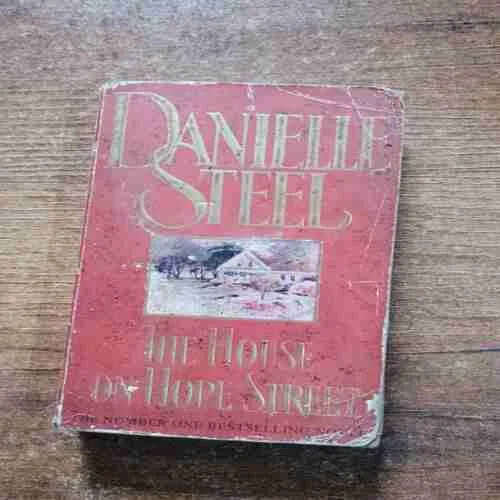 DANIELLE
STEEL
THE HOUSE
ON HOPE STREET
NUMBER ONE BESTSELLING